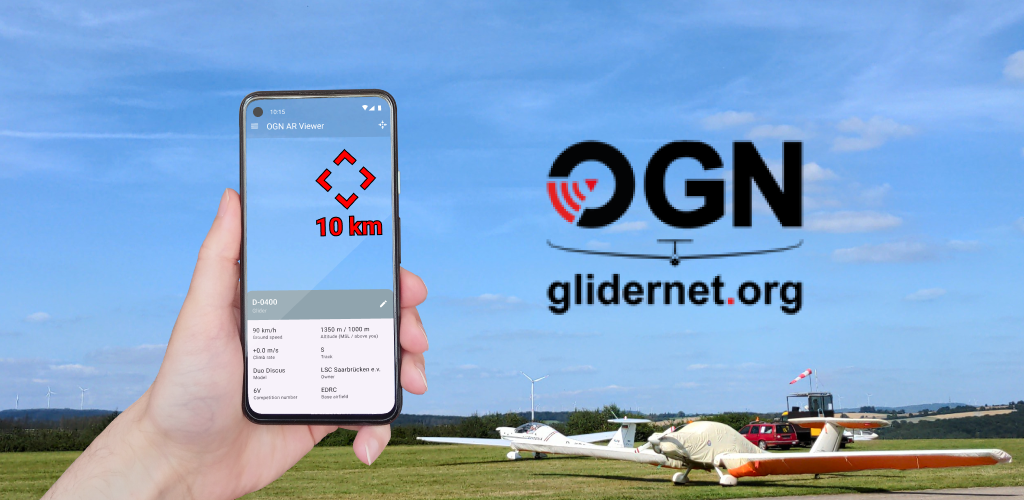 10:15
OGN AR Viewer
10 km
D-0400
Glider
90 km/h
Ground speed
1350 m / 1000 m
Altitude (MSL / above you)
+0.0 m/s
Climb rate
S
Track
Duo Discus
Model
LSC Saarbrücken e.v.
Owner
6V
Competition number
EDRC
Base airfield
OGN
glidernet.org